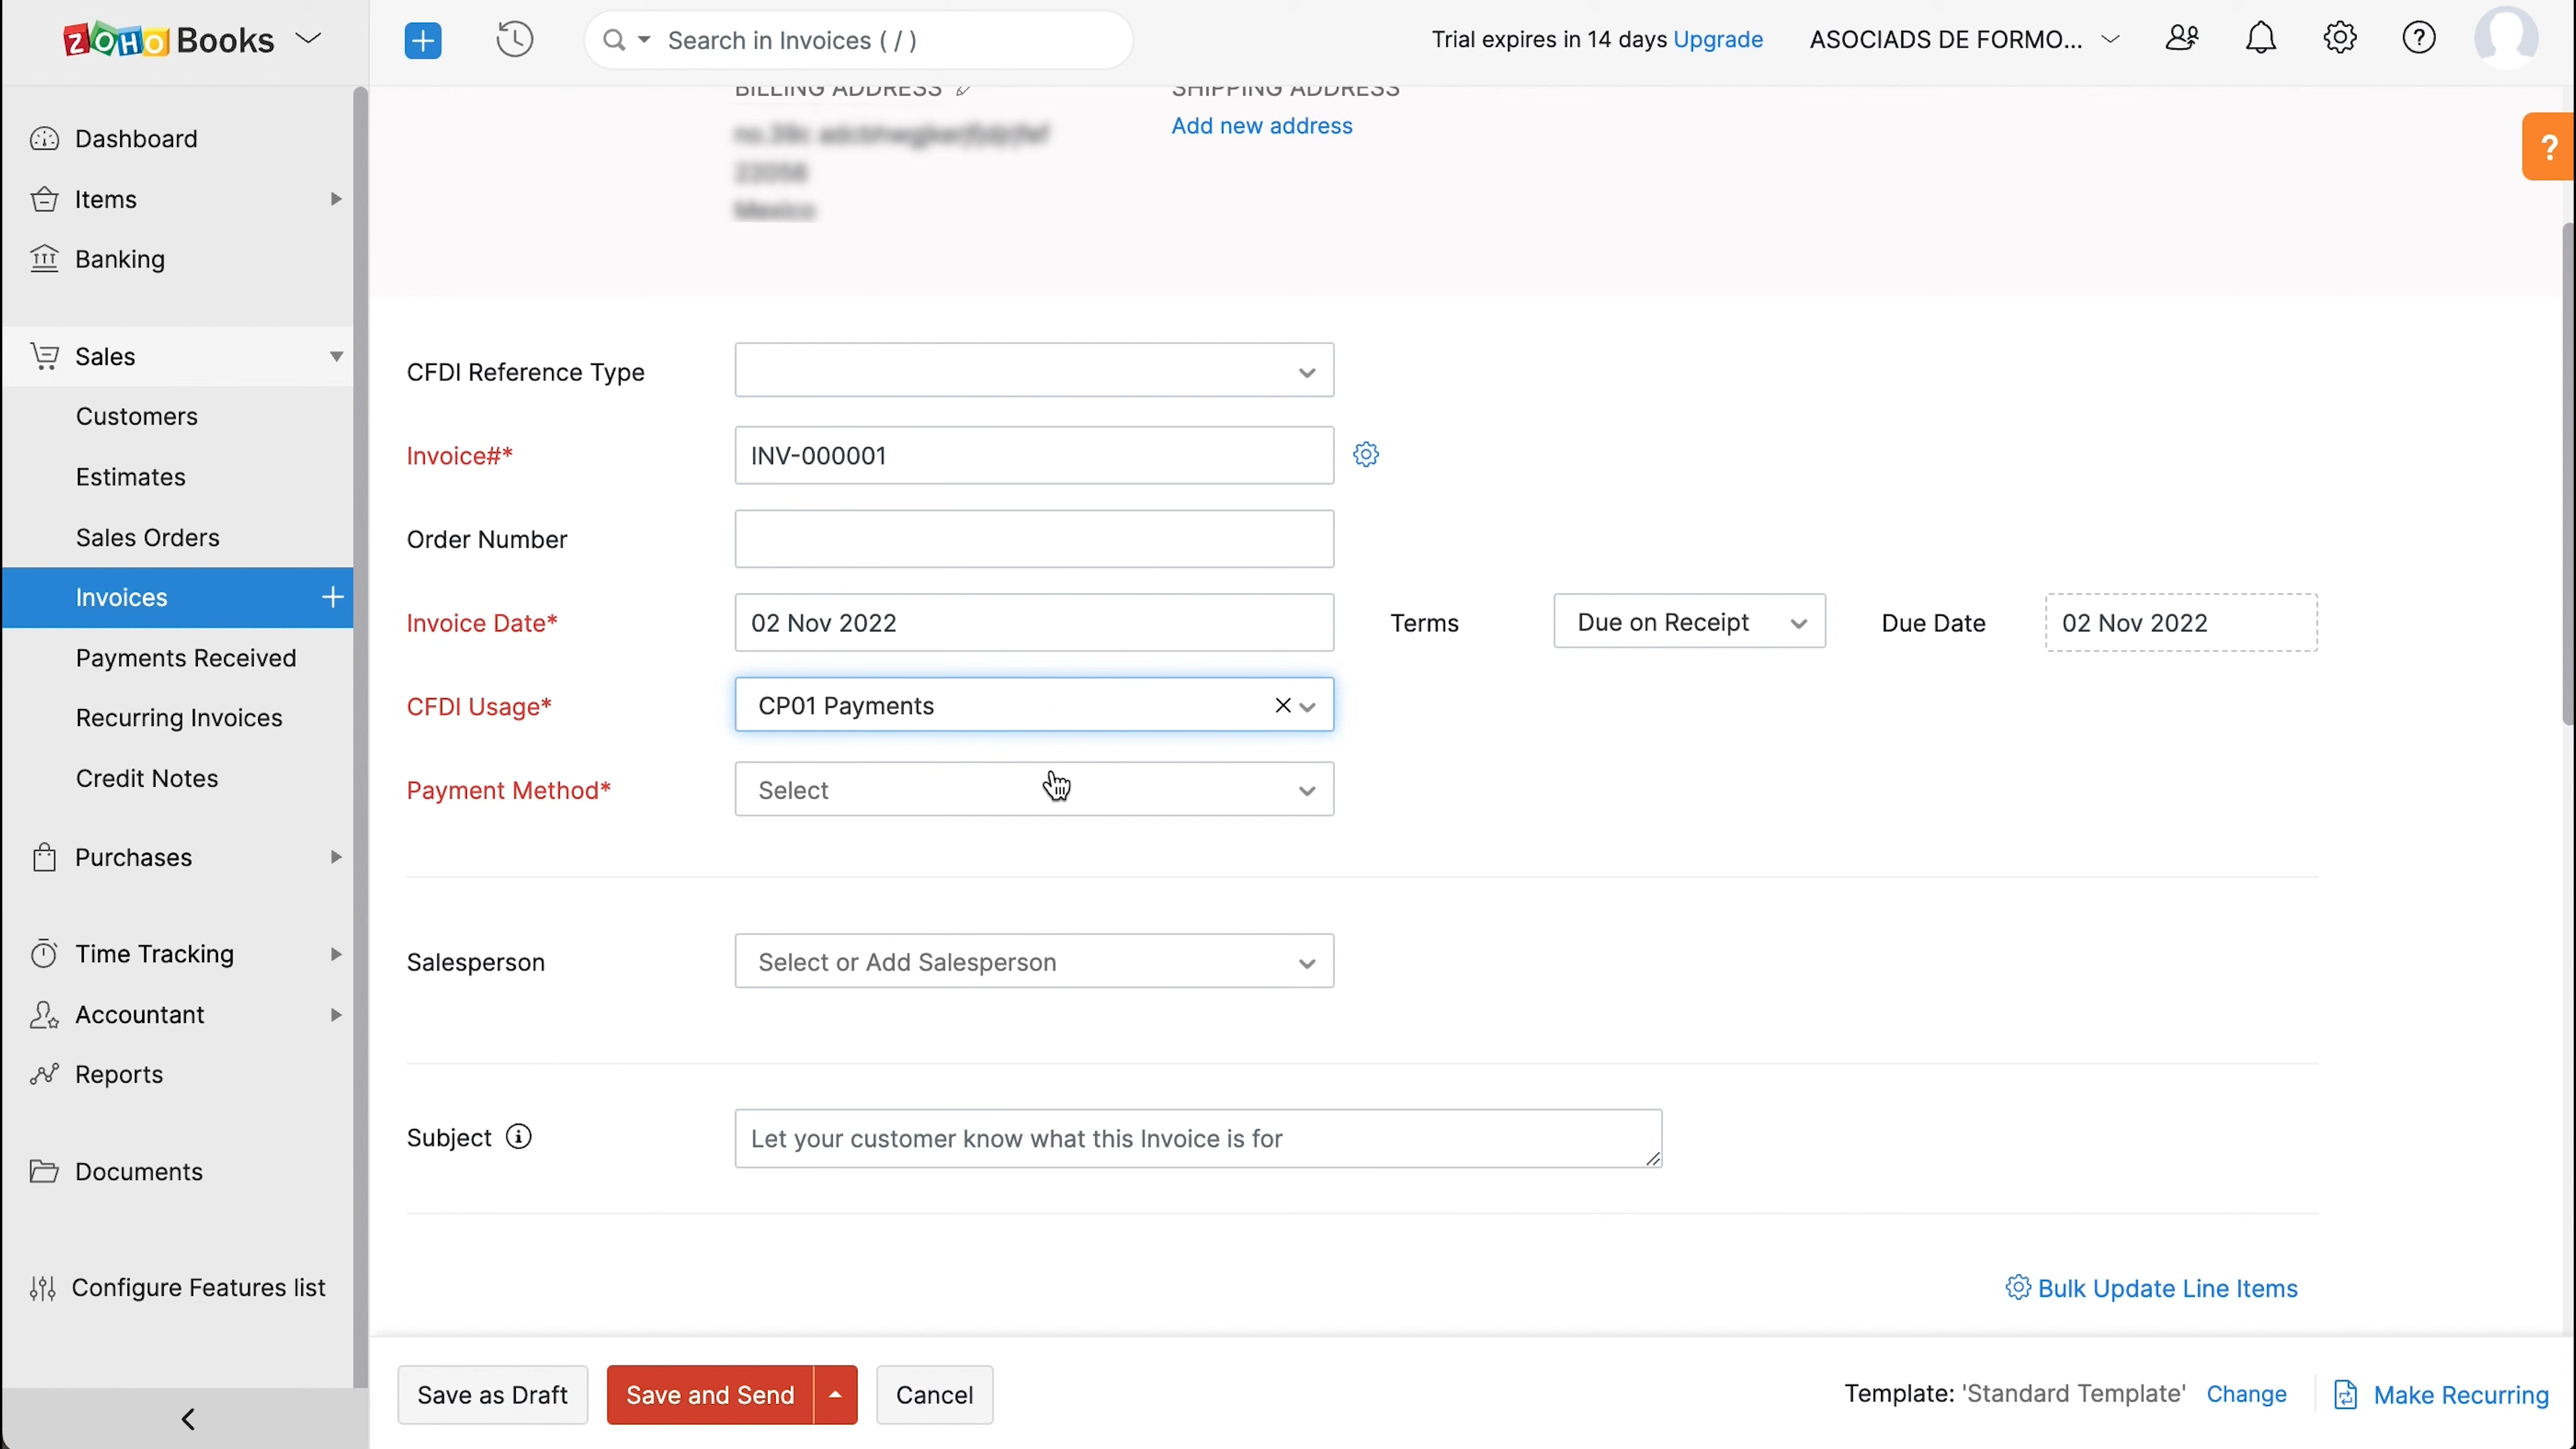 ZOHO Books
Search in Invoices ( / )
Trial expires in 14 days Upgrade
ASOCIADS DE FORMO...
Dashboard
Items
Banking
Sales
Customers
Estimates
Sales Orders
Invoices
Payments Received
Recurring Invoices
Credit Notes
Purchases
Time Tracking
Accountant
Reports
Documents
Configure Features list
BILLING ADDRESS
SHIPPING ADDRESS
Add new address
Mexico
?
CFDI Reference Type
Invoice#* INV-000001
Order Number
Invoice Date* 02 Nov 2022 Terms Due on Receipt Due Date 02 Nov 2022
CFDI Usage* CP01 Payments
Payment Method* Select
Salesperson Select or Add Salesperson
Subject Let your customer know what this Invoice is for
Bulk Update Line Items
Save as Draft Save and Send Cancel
Template: 'Standard Template' Change Make Recurring